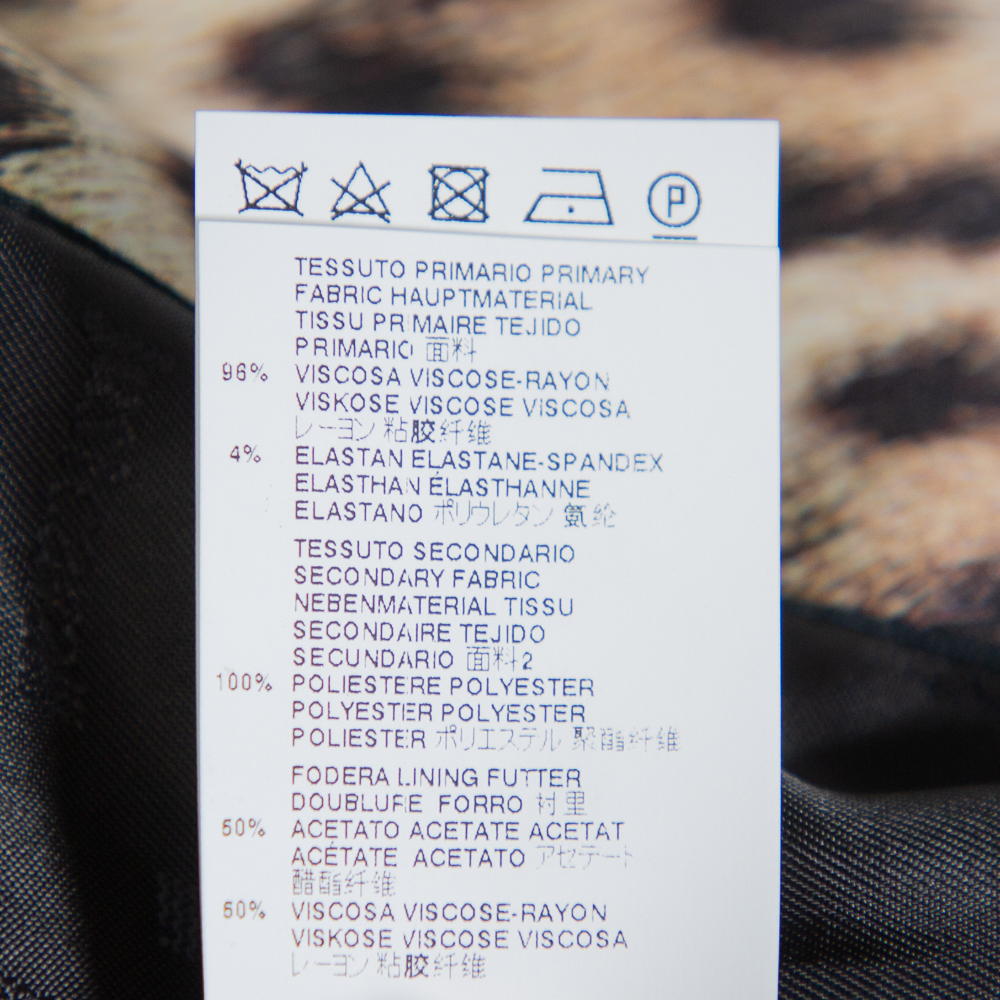 P
TESSUTO PRIMARIO PRIMARY
FABRIC HAUPTMATERIAL
TISSU PRIMAIRE TEJIDO
PRIMARIO 面料
96% VISCOSA VISCOSE-RAYON
VISKOSE VISCOSE VISCOSA
レーヨン 粘胶纤维
4% ELASTAN ELASTANE-SPANDEX
ELASTHAN ÉLASTHANNE
ELASTANO ポリウレタン 氨纶
TESSUTO SECONDARIO
SECONDARY FABRIC
NEBENMATERIAL TISSU
SECONDAIRE TEJIDO
SECUNDARIO 面料2
100% POLIESTERE POLYESTER
POLYESTER POLYESTER
POLIESTER ポリエステル 聚酯纤维
FODERA LINING FUTTER
DOUBLURE FORRO 衬里
50% ACETATO ACETATE ACETAT
ACÉTATE ACETATO アセテート
醋酯纤维
50% VISCOSA VISCOSE-RAYON
VISKOSE VISCOSE VISCOSA
レーヨン 粘胶纤维